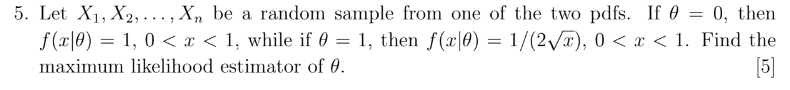 5. Let X₁, X₂, . . . , Xₙ be a random sample from one of the two pdfs. If θ = 0, then
f(x|θ) = 1, 0 < x < 1, while if θ = 1, then f(x|θ) = 1/(2√x), 0 < x < 1. Find the
maximum likelihood estimator of θ. [5]